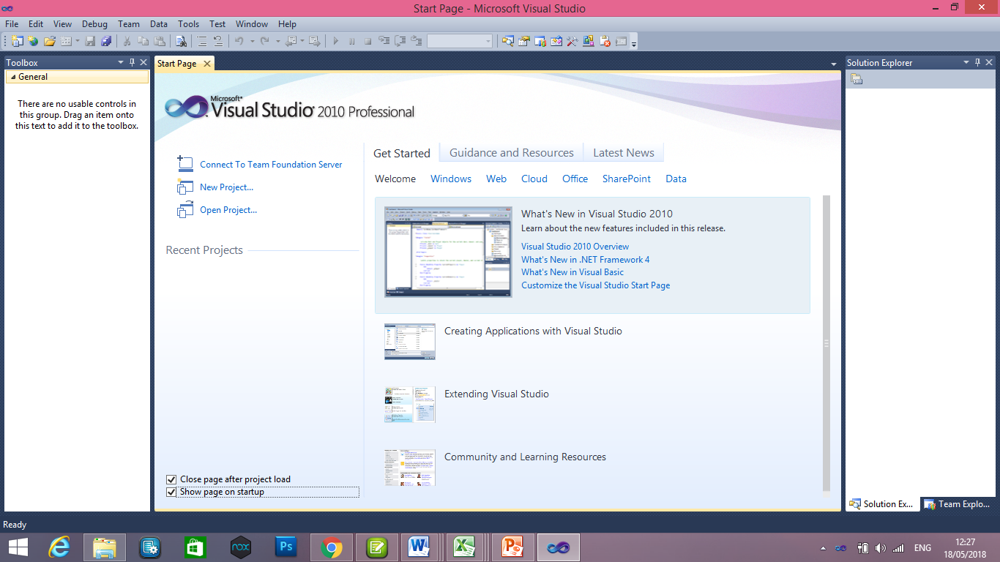 Start Page - Microsoft Visual Studio
File Edit View Debug Team Data Tools Test Window Help
Toolbox
General
There are no usable controls in
this group. Drag an item onto
this text to add it to the toolbox.
Start Page
Microsoft®
Visual Studio® 2010 Professional
Connect To Team Foundation Server
New Project...
Open Project...
Recent Projects
Close page after project load
Show page on startup
Get Started Guidance and Resources Latest News
Welcome Windows Web Cloud Office SharePoint Data
What's New in Visual Studio 2010
Learn about the new features included in this release.
Visual Studio 2010 Overview
What's New in .NET Framework 4
What's New in Visual Basic
Customize the Visual Studio Start Page
Creating Applications with Visual Studio
Extending Visual Studio
Community and Learning Resources
Solution Explorer
Solution Ex... Team Explo...
Ready
nox
Ps
ENG
12:27
18/05/2018